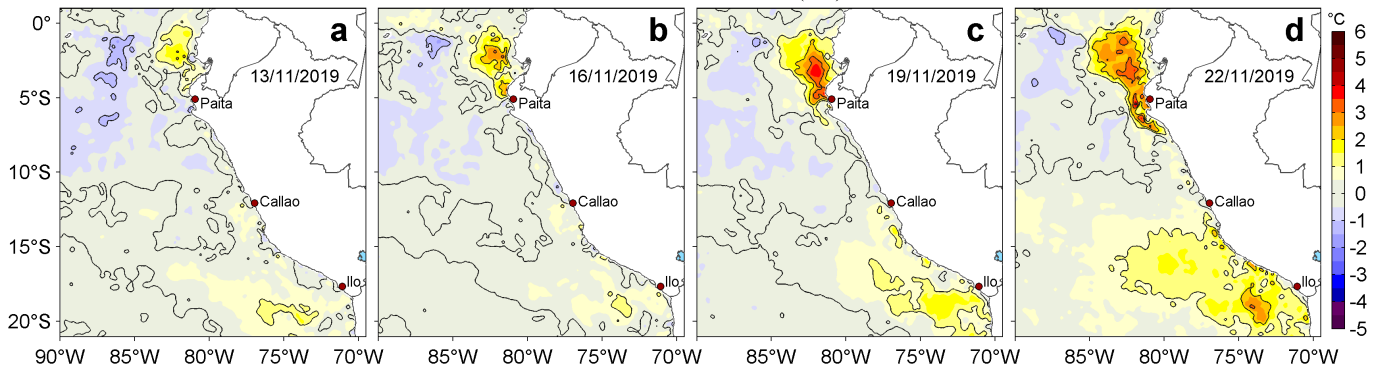 a b c d °C
0° 6
5
13/11/2019 16/11/2019 19/11/2019 22/11/2019 4
5°S Paita Paita Paita Paita 3
2
10°S 1
0
Callao Callao Callao Callao -1
15°S -2
-3
Ilo Ilo Ilo Ilo -4
20°S -5
90°W 85°W 80°W 75°W 70°W 85°W 80°W 75°W 70°W 85°W 80°W 75°W 70°W 85°W 80°W 75°W 70°W